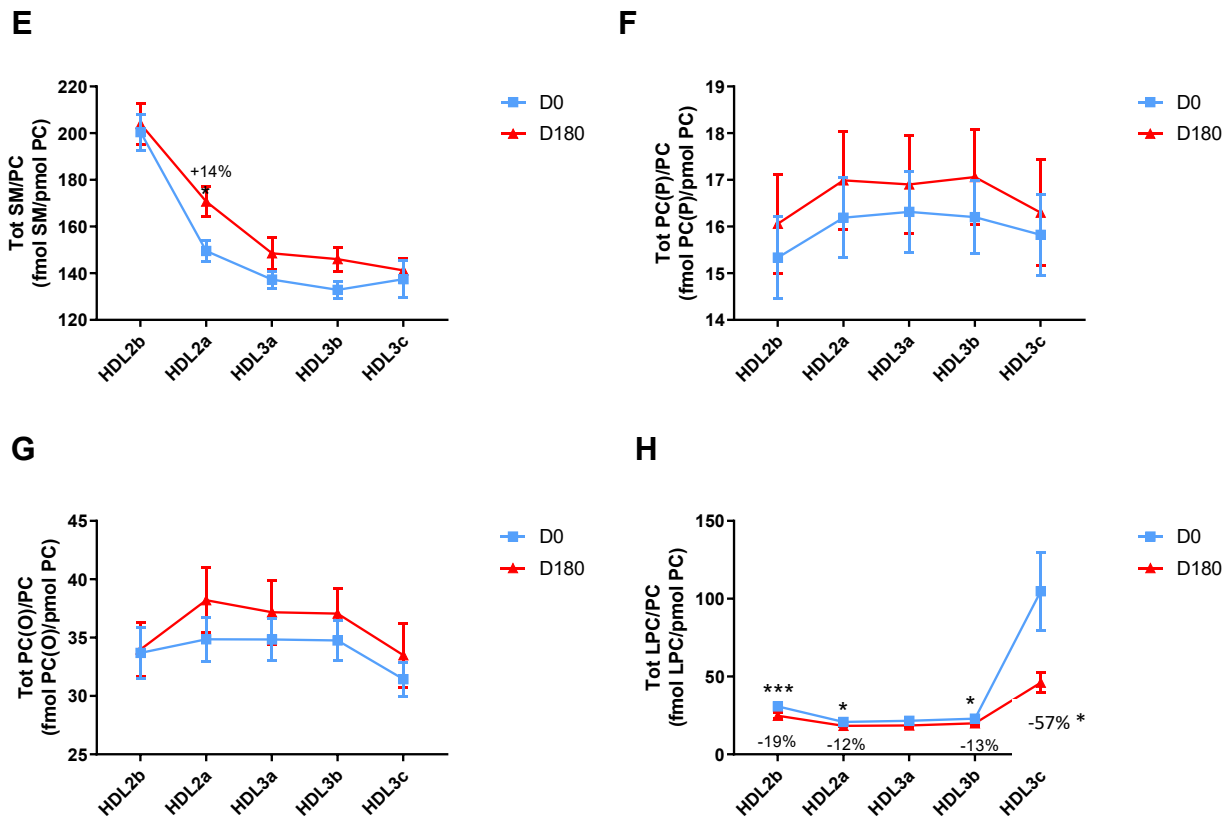 E
Tot SM/PC
(fmol SM/pmol PC)
220
200
180
160
140
120
+14%
*
HDL2b
HDL2a
HDL3a
HDL3b
HDL3c
D0
D180
F
Tot PC(P)/PC
(fmol PC(P)/pmol PC)
19
18
17
16
15
14
HDL2b
HDL2a
HDL3a
HDL3b
HDL3c
D0
D180
G
Tot PC(O)/PC
(fmol PC(O)/pmol PC)
45
40
35
30
25
HDL2b
HDL2a
HDL3a
HDL3b
HDL3c
D0
D180
H
Tot LPC/PC
(fmol LPC/pmol PC)
150
100
50
0
***
*
*
-57% *
-19%
-12%
-13%
HDL2b
HDL2a
HDL3a
HDL3b
HDL3c
D0
D180